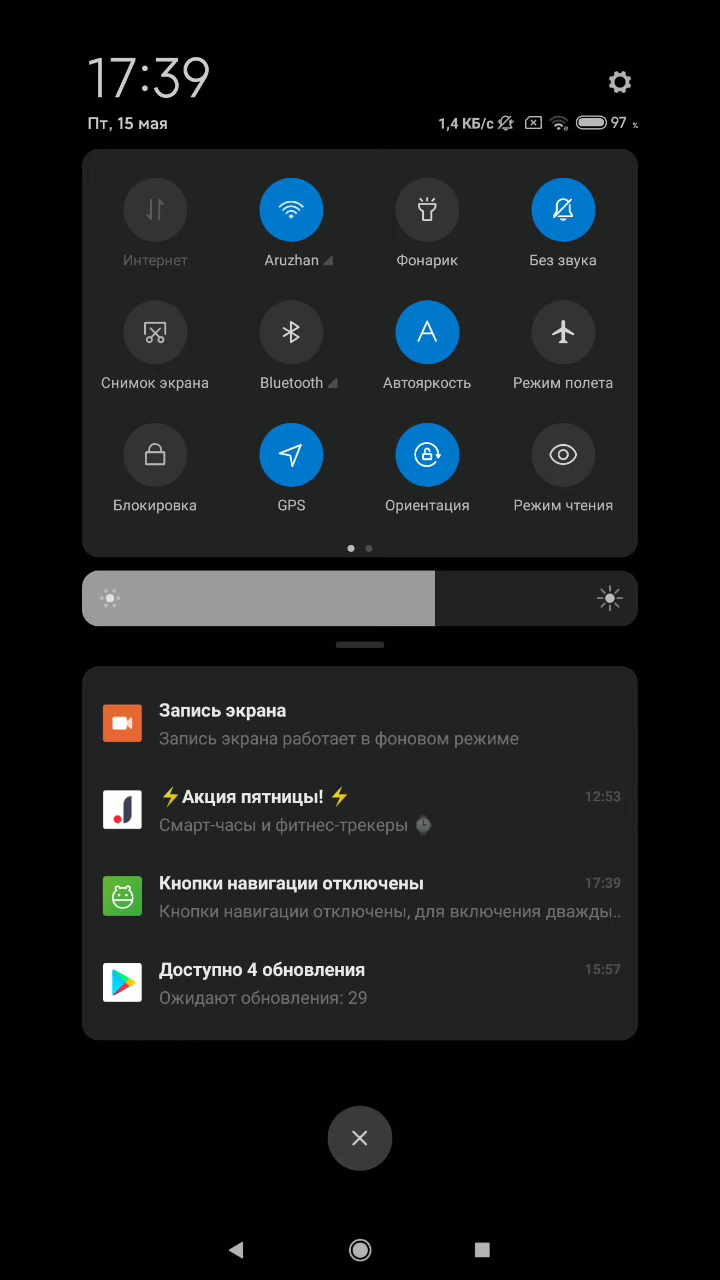 17:39
Пт, 15 мая
1,4 КБ/с 97 %
Интернет Aruzhan Фонарик Без звука
Снимок экрана Bluetooth Автояркость Режим полета
Блокировка GPS Ориентация Режим чтения
Запись экрана
Запись экрана работает в фоновом режиме
⚡Акция пятницы! ⚡ 12:53
Смарт-часы и фитнес-трекеры ⌚
Кнопки навигации отключены 17:39
Кнопки навигации отключены, для включения дважды..
Доступно 4 обновления 15:57
Ожидают обновления: 29